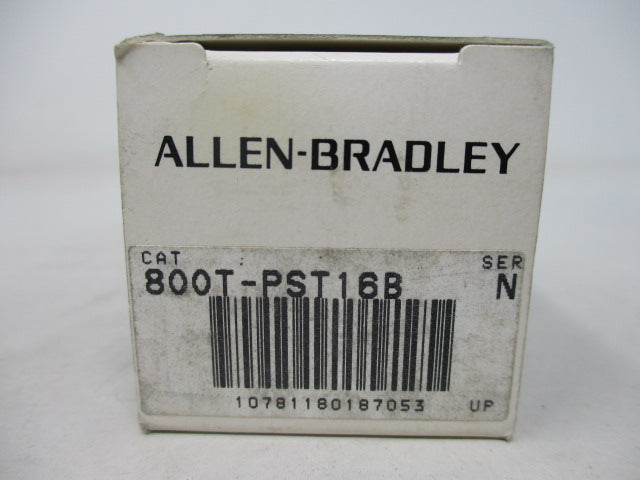 ALLEN-BRADLEY
CAT SER
800T-PST16B N
10781180187053 UP